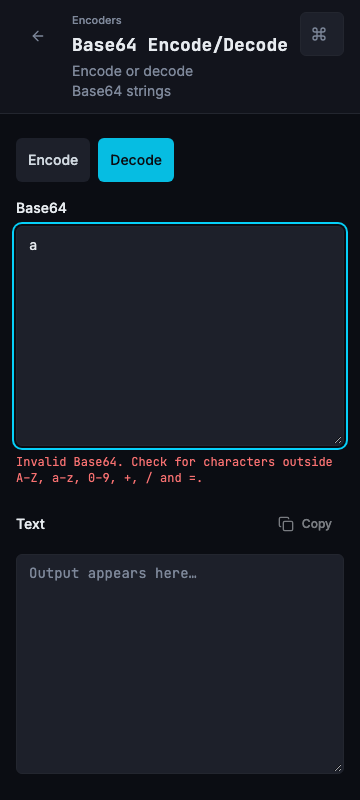 Encoders
Base64 Encode/Decode
Encode or decode
Base64 strings
Encode
Decode
Base64
a
Invalid Base64. Check for characters outside
A-Z, a-z, 0-9, +, / and =.
Text
Copy
Output appears here…